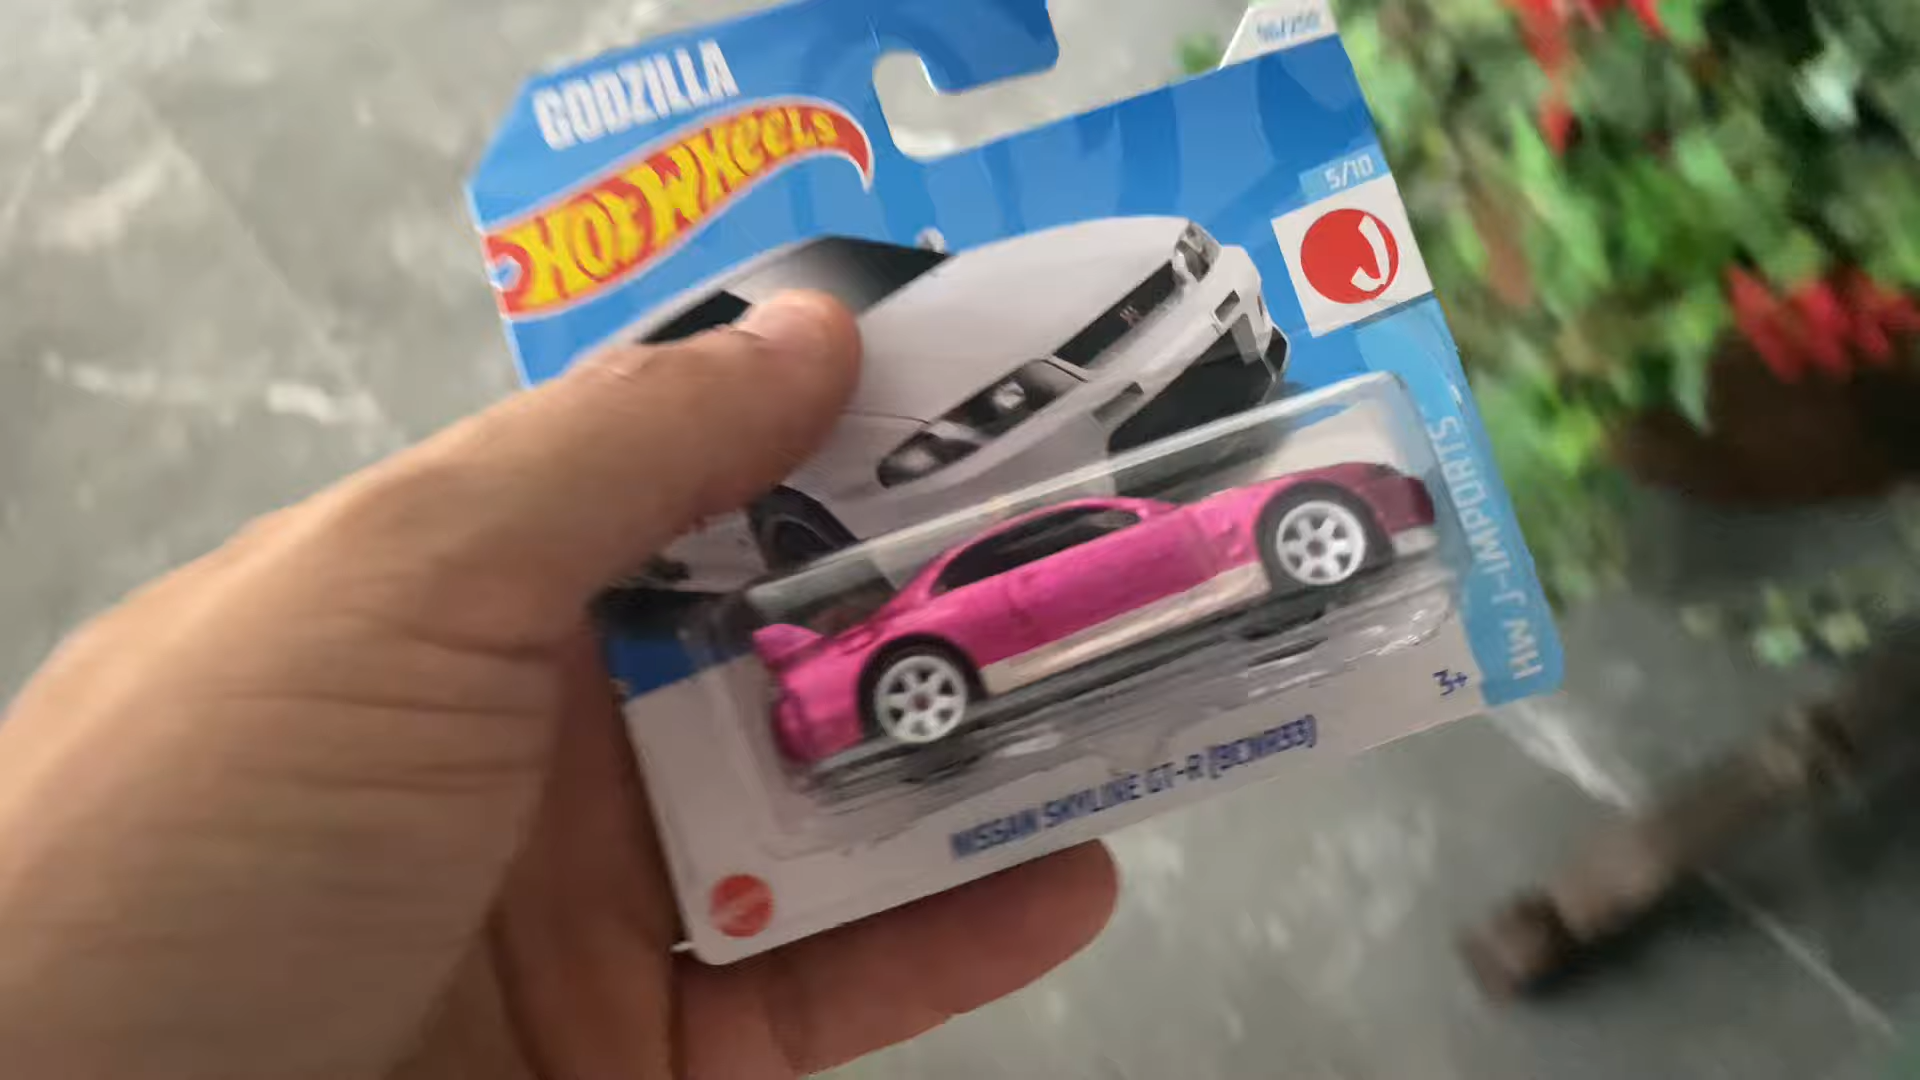 GODZILLA
HOT WHEELS
5/10
J
HW J-IMPORTS
3+
NISSAN SKYLINE GT-R (BCNR33)